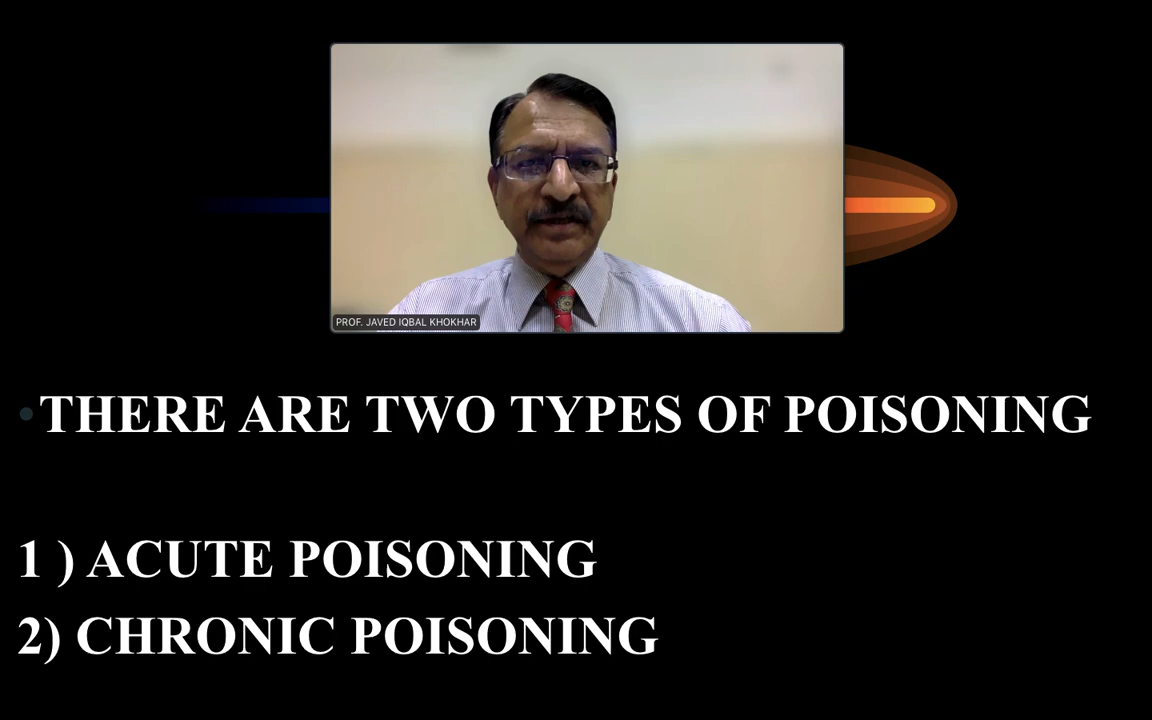 PROF. JAVED IQBAL KHOKHAR
•THERE ARE TWO TYPES OF POISONING
1 ) ACUTE POISONING
2) CHRONIC POISONING